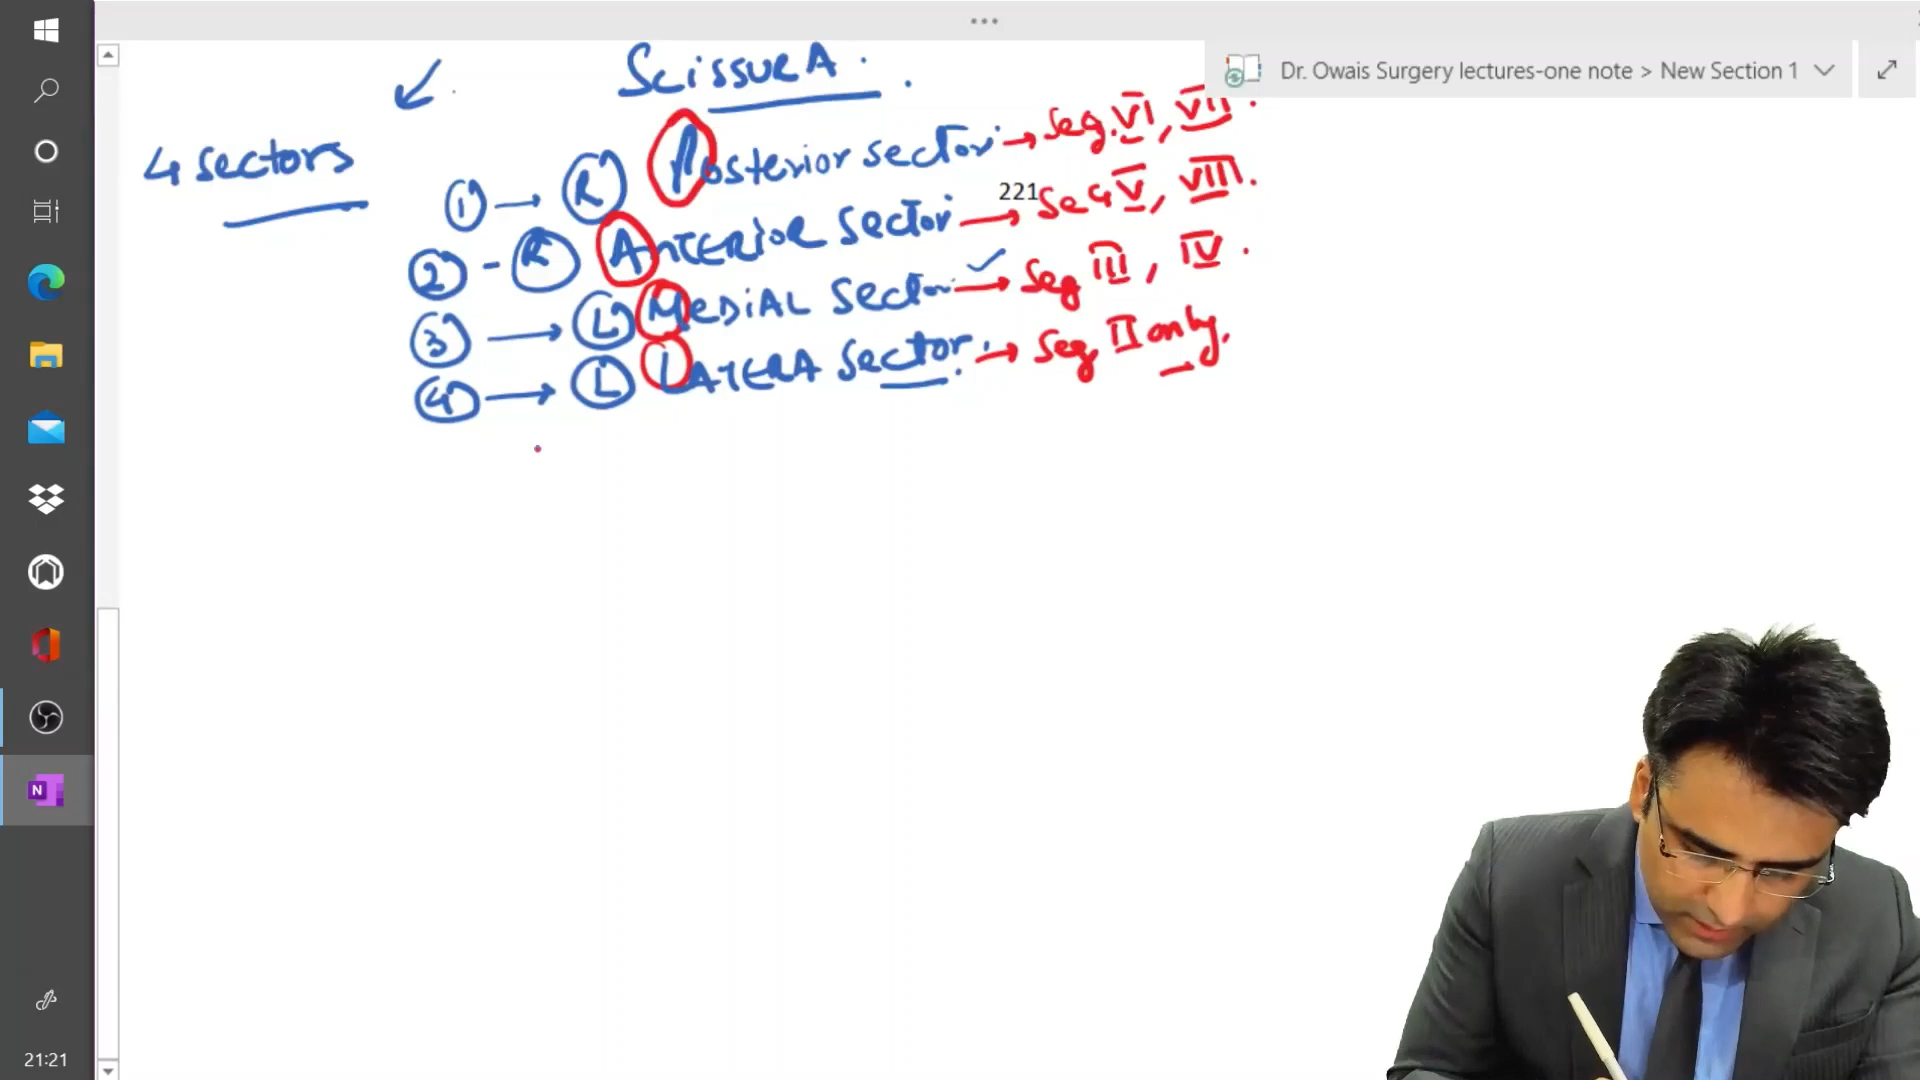 ...
Dr. Owais Surgery lectures-one note > New Section 1
ScissurA.
4 sectors
① → Ⓡ Posterior sector → Seg. VI, VII.
221
② - Ⓡ ANTERIOR Sector → Seg V, VIII.
③ → Ⓛ MEDIAL Sector → Seg III, IV.
④ → Ⓛ LATERA Sector. → Seg II only.
N
21:21